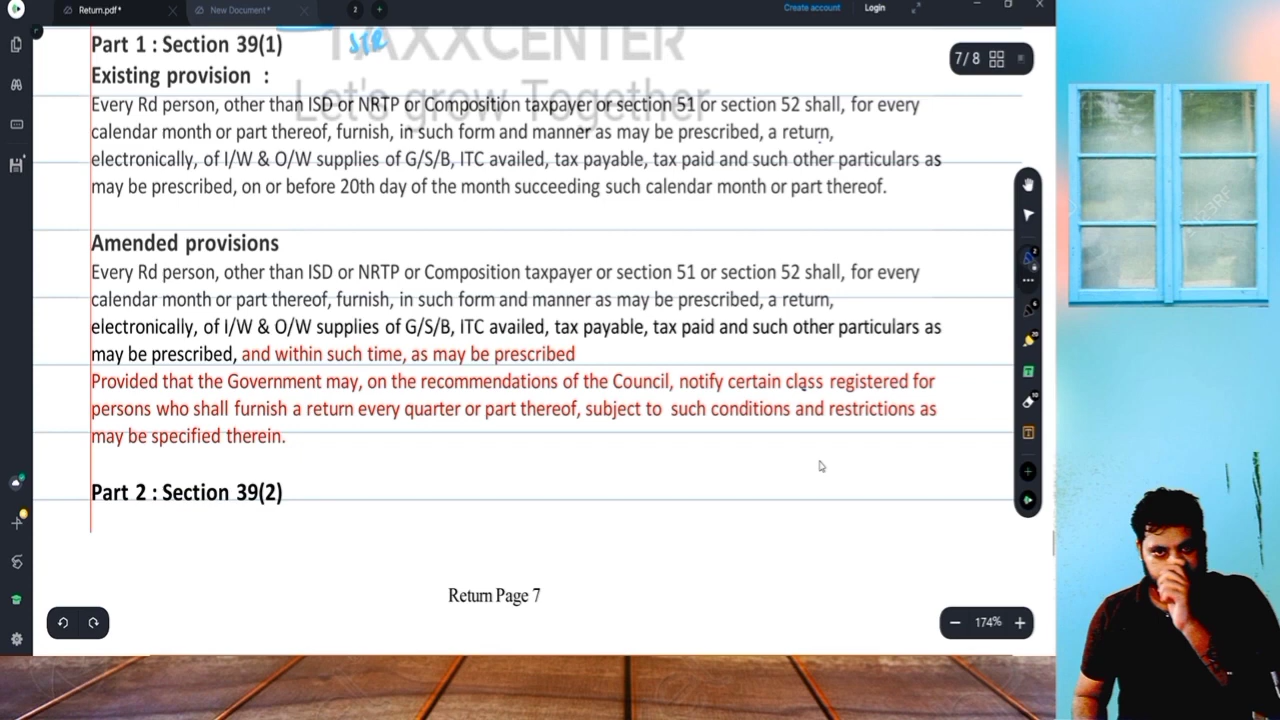 Return.pdf*
New Document*
2
Create account
Login
TAXXCENTER
Let's grow Together
Part 1 : Section 39(1)
7/8
Existing provision :
Every Rd person, other than ISD or NRTP or Composition taxpayer or section 51 or section 52 shall, for every
calendar month or part thereof, furnish, in such form and manner as may be prescribed, a return,
electronically, of I/W & O/W supplies of G/S/B, ITC availed, tax payable, tax paid and such other particulars as
may be prescribed, on or before 20th day of the month succeeding such calendar month or part thereof.
Amended provisions
Every Rd person, other than ISD or NRTP or Composition taxpayer or section 51 or section 52 shall, for every
calendar month or part thereof, furnish, in such form and manner as may be prescribed, a return,
electronically, of I/W & O/W supplies of G/S/B, ITC availed, tax payable, tax paid and such other particulars as
may be prescribed, and within such time, as may be prescribed
Provided that the Government may, on the recommendations of the Council, notify certain class registered for
persons who shall furnish a return every quarter or part thereof, subject to such conditions and restrictions as
may be specified therein.
Part 2 : Section 39(2)
Return Page 7
174%
123RF